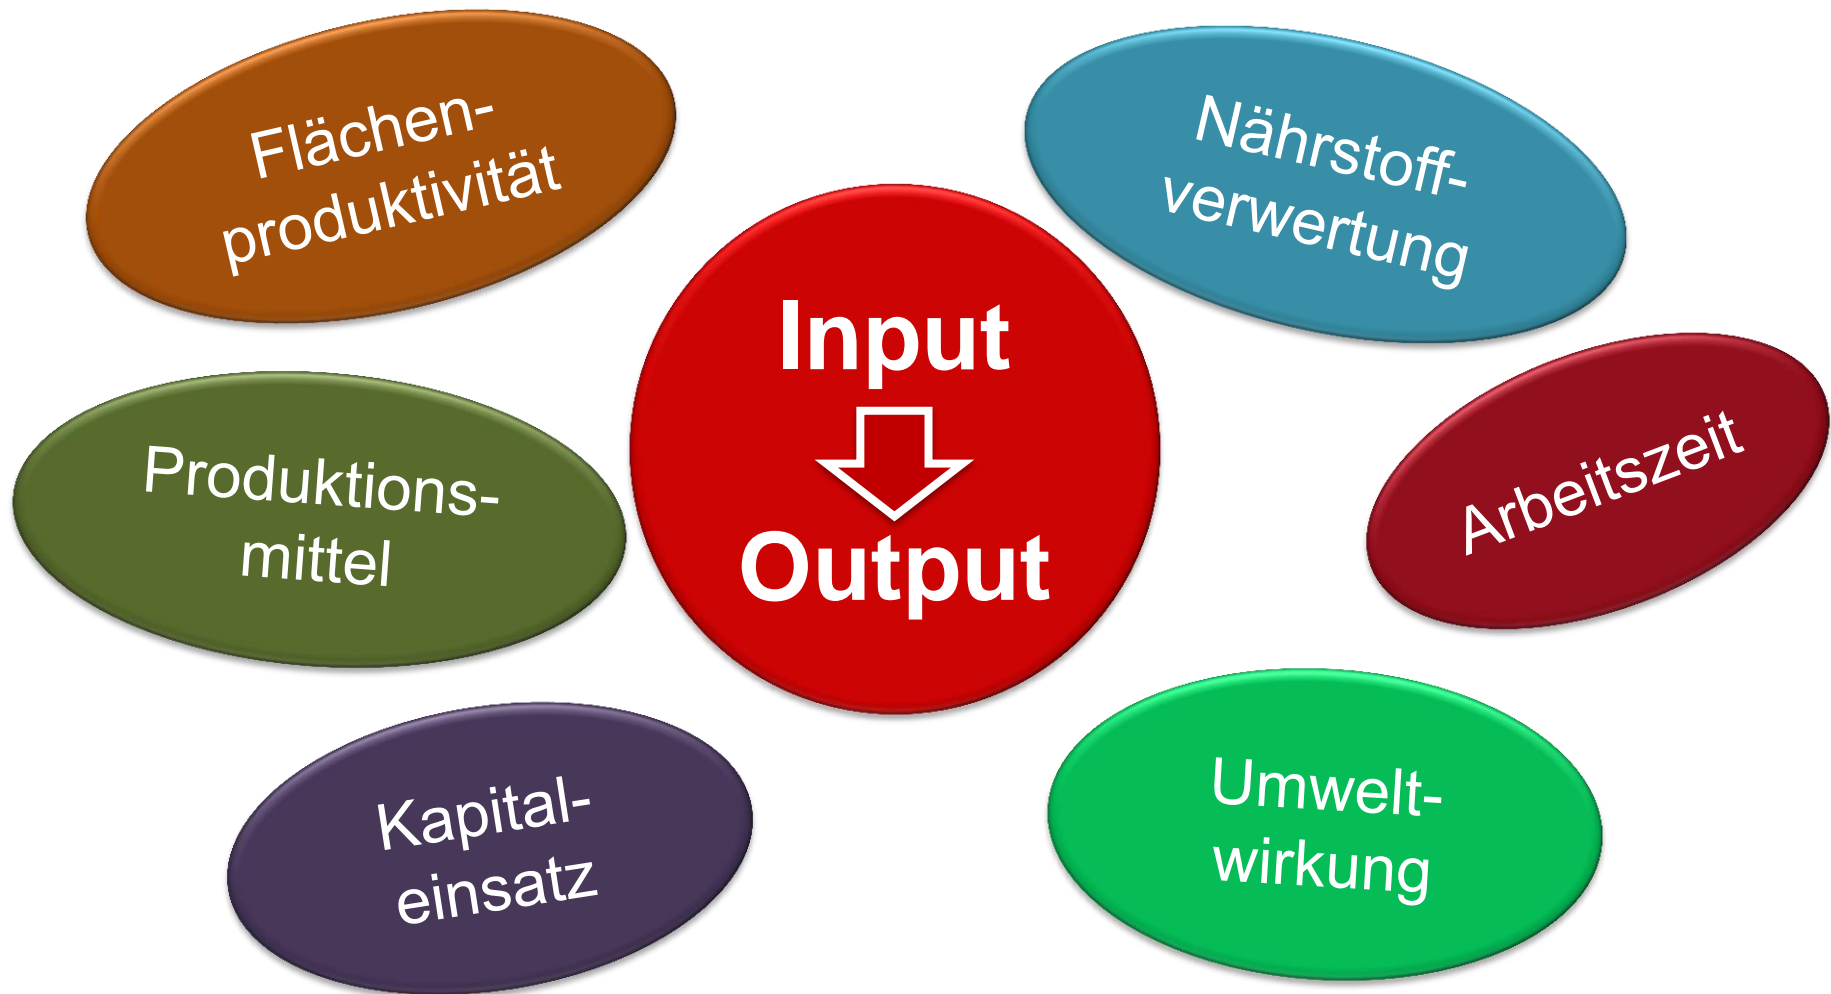 Flächen-
produktivität
Nährstoff-
verwertung
Input
Output
Produktions-
mittel
Arbeitszeit
Kapital-
einsatz
Umwelt-
wirkung